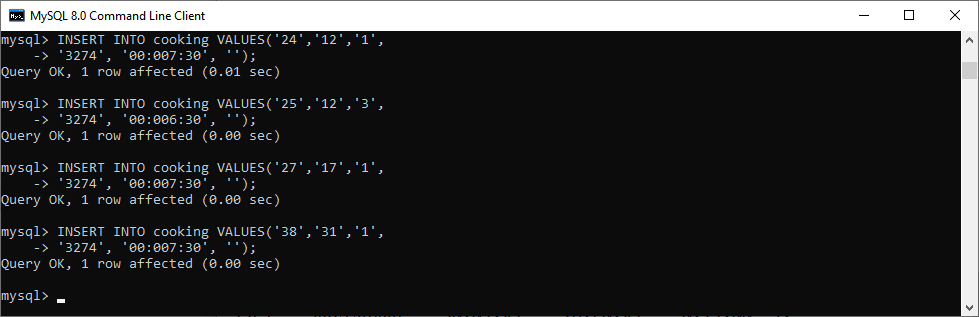 MySQL 8.0 Command Line Client
mysql> INSERT INTO cooking VALUES('24','12','1',
    -> '3274', '00:007:30', '');
Query OK, 1 row affected (0.01 sec)

mysql> INSERT INTO cooking VALUES('25','12','3',
    -> '3274', '00:006:30', '');
Query OK, 1 row affected (0.00 sec)

mysql> INSERT INTO cooking VALUES('27','17','1',
    -> '3274', '00:007:30', '');
Query OK, 1 row affected (0.00 sec)

mysql> INSERT INTO cooking VALUES('38','31','1',
    -> '3274', '00:007:30', '');
Query OK, 1 row affected (0.00 sec)

mysql>